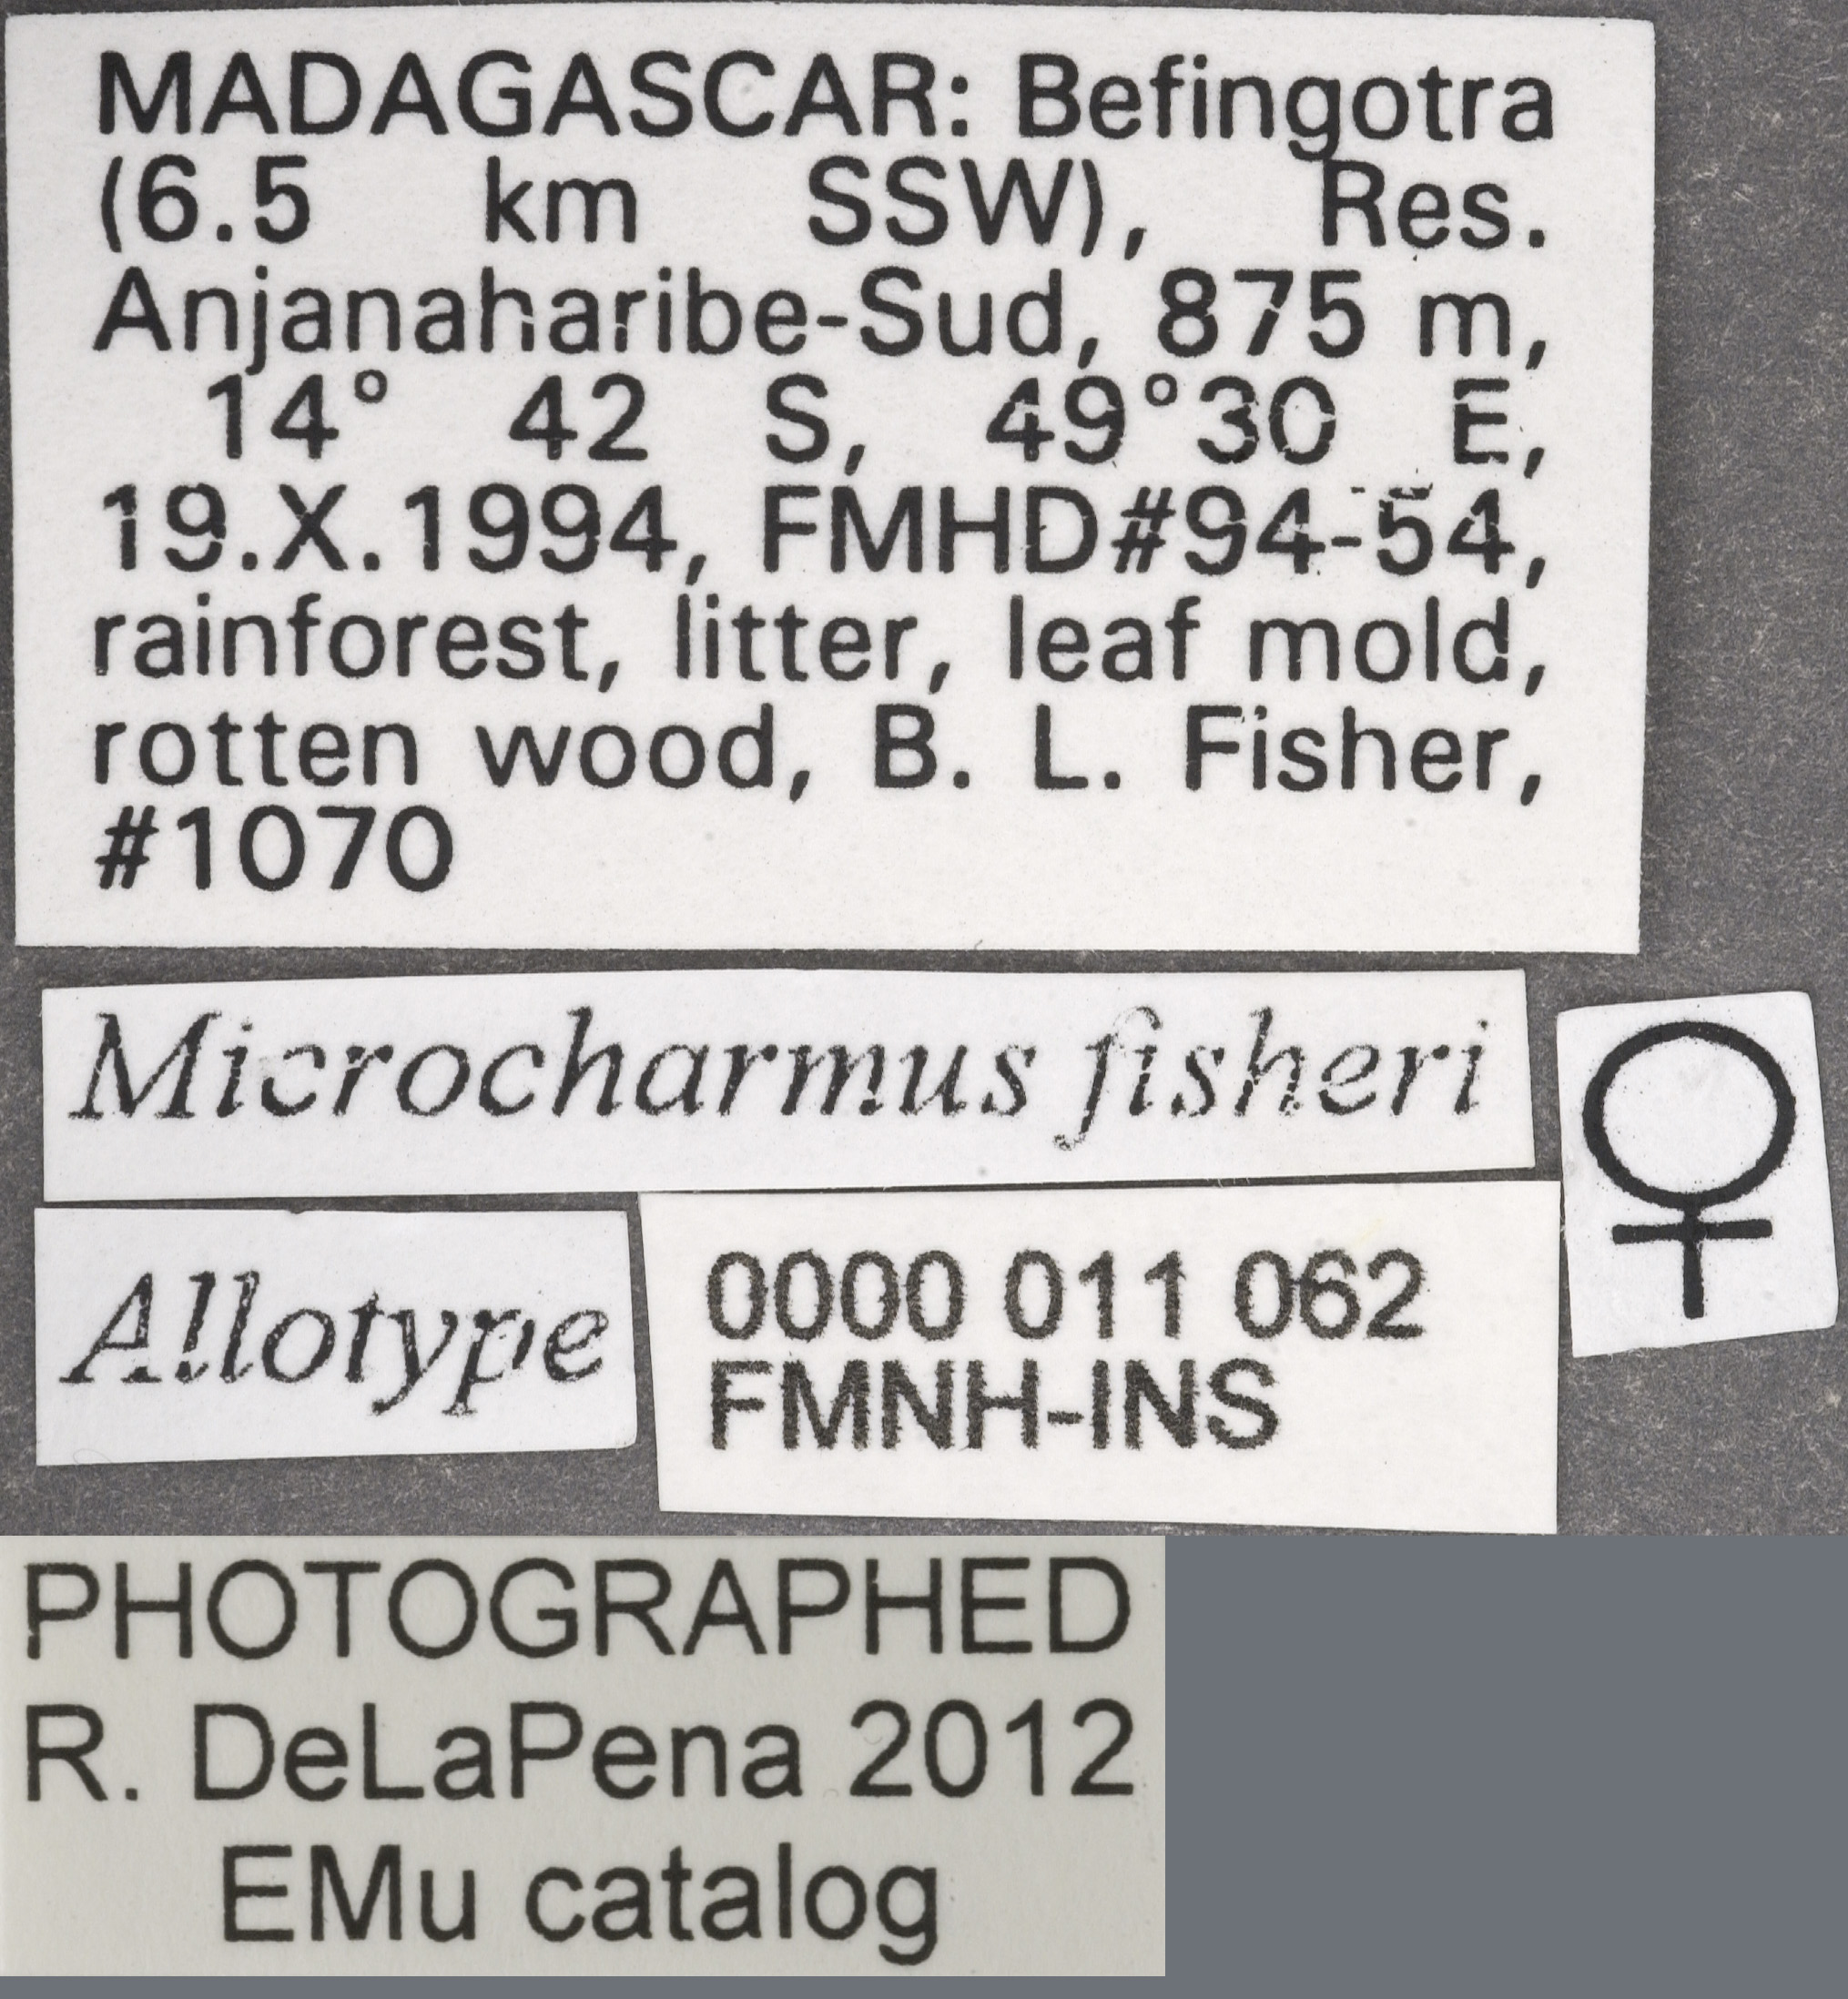 MADAGASCAR: Befingotra
(6.5 km SSW), Res.
Anjanaharibe-Sud, 875 m,
14° 42 S, 49°30 E,
19.X.1994, FMHD#94-54,
rainforest, litter, leaf mold,
rotten wood, B. L. Fisher,
#1070
Microcharmus fisheri
♀
Allotype
0000 011 062
FMNH-INS
PHOTOGRAPHED
R. DeLaPena 2012
EMu catalog